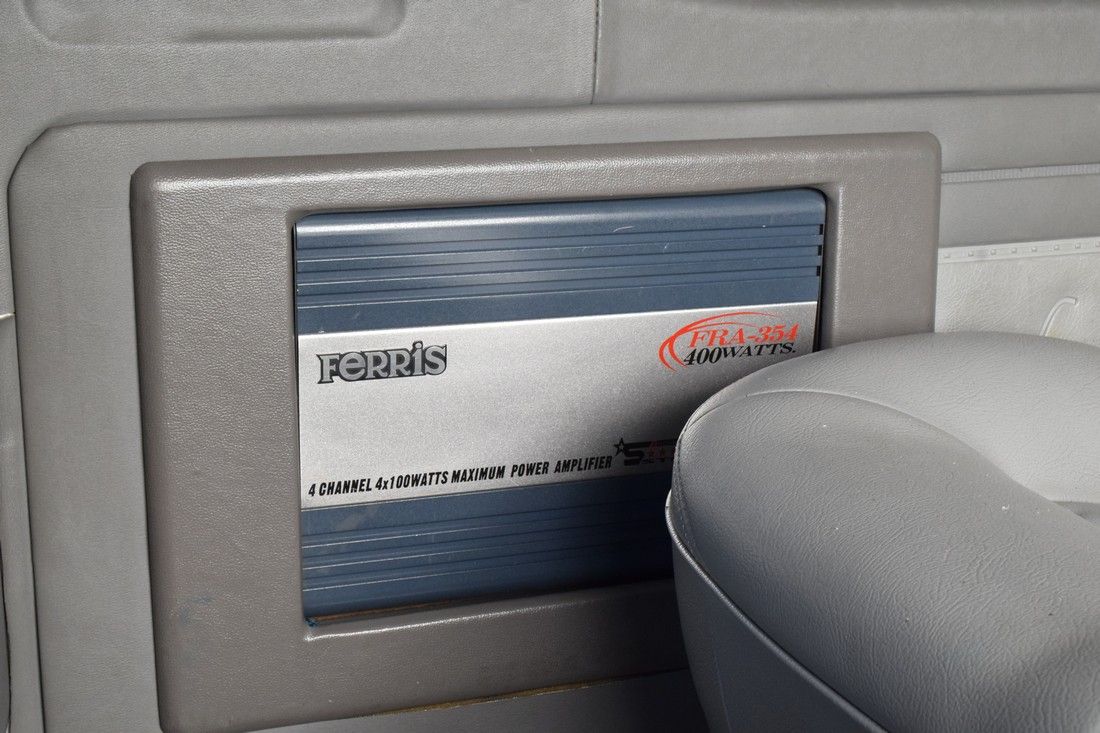 FERRiS
FRA-354
400WATTS.
4 CHANNEL 4x100WATTS MAXIMUM POWER AMPLIFIER